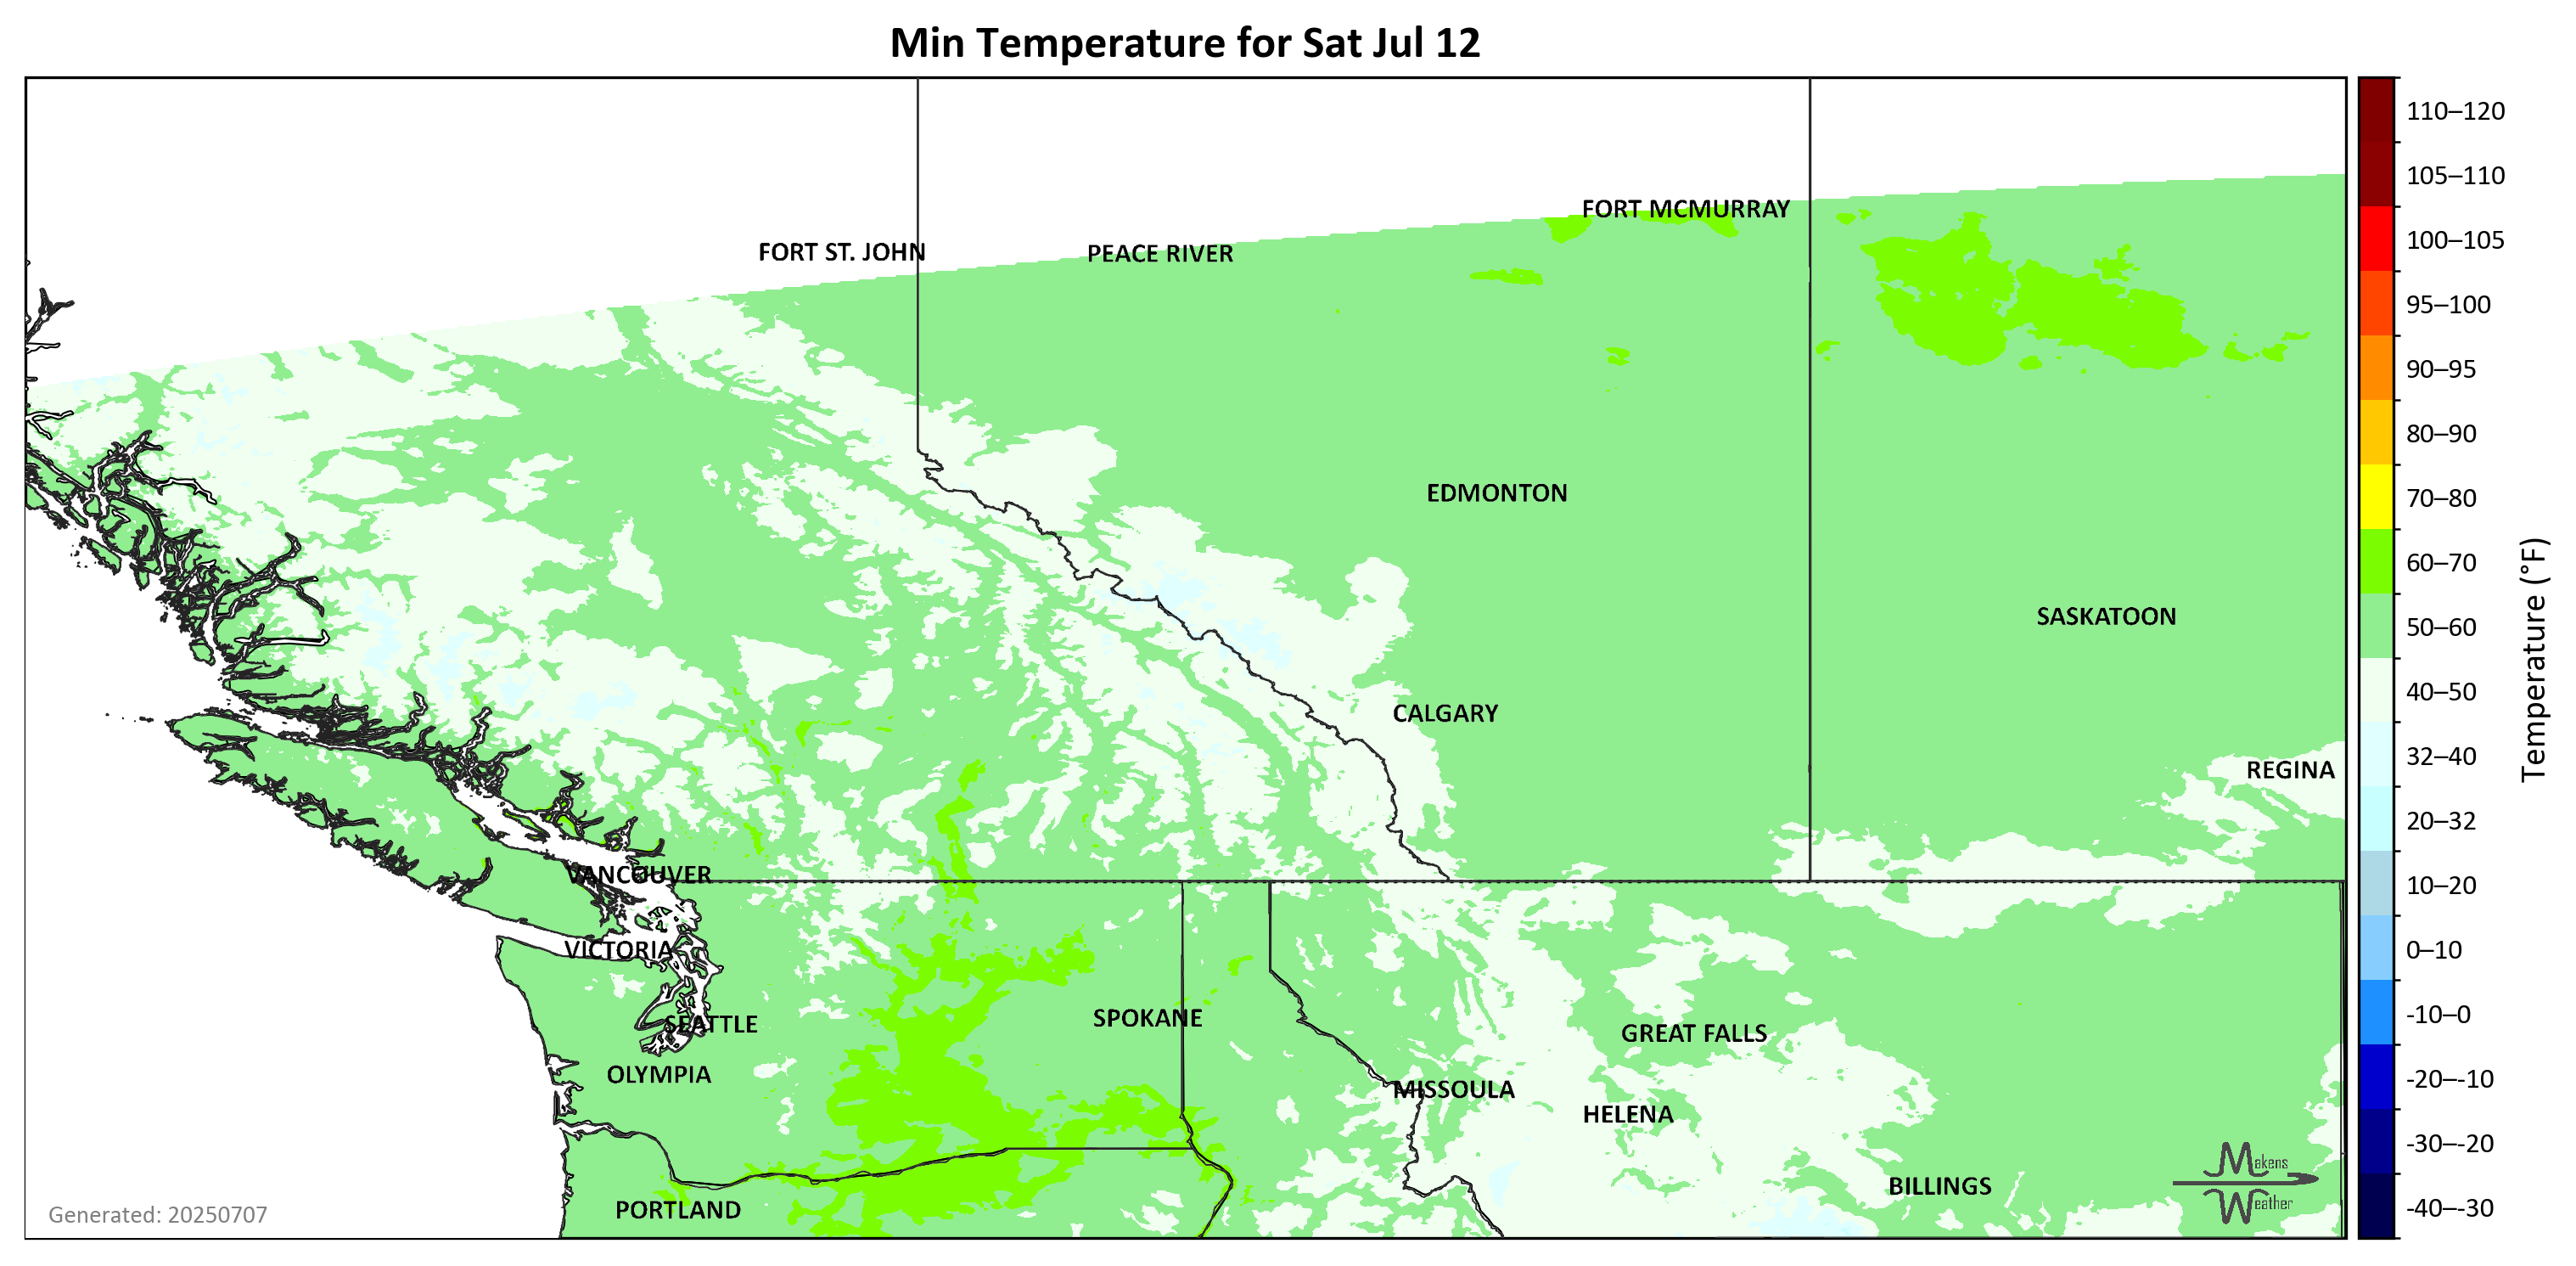 Min Temperature for Sat Jul 12
FORT MCMURRAY
FORT ST. JOHN
PEACE RIVER
EDMONTON
SASKATOON
CALGARY
REGINA
VANCOUVER
VICTORIA
SEATTLE
SPOKANE
GREAT FALLS
OLYMPIA
MISSOULA
HELENA
BILLINGS
PORTLAND
Generated: 20250707
Makens
Weather
110–120
105–110
100–105
95–100
90–95
80–90
70–80
60–70
50–60
40–50
32–40
20–32
10–20
0–10
-10–0
-20–-10
-30–-20
-40–-30
Temperature (°F)